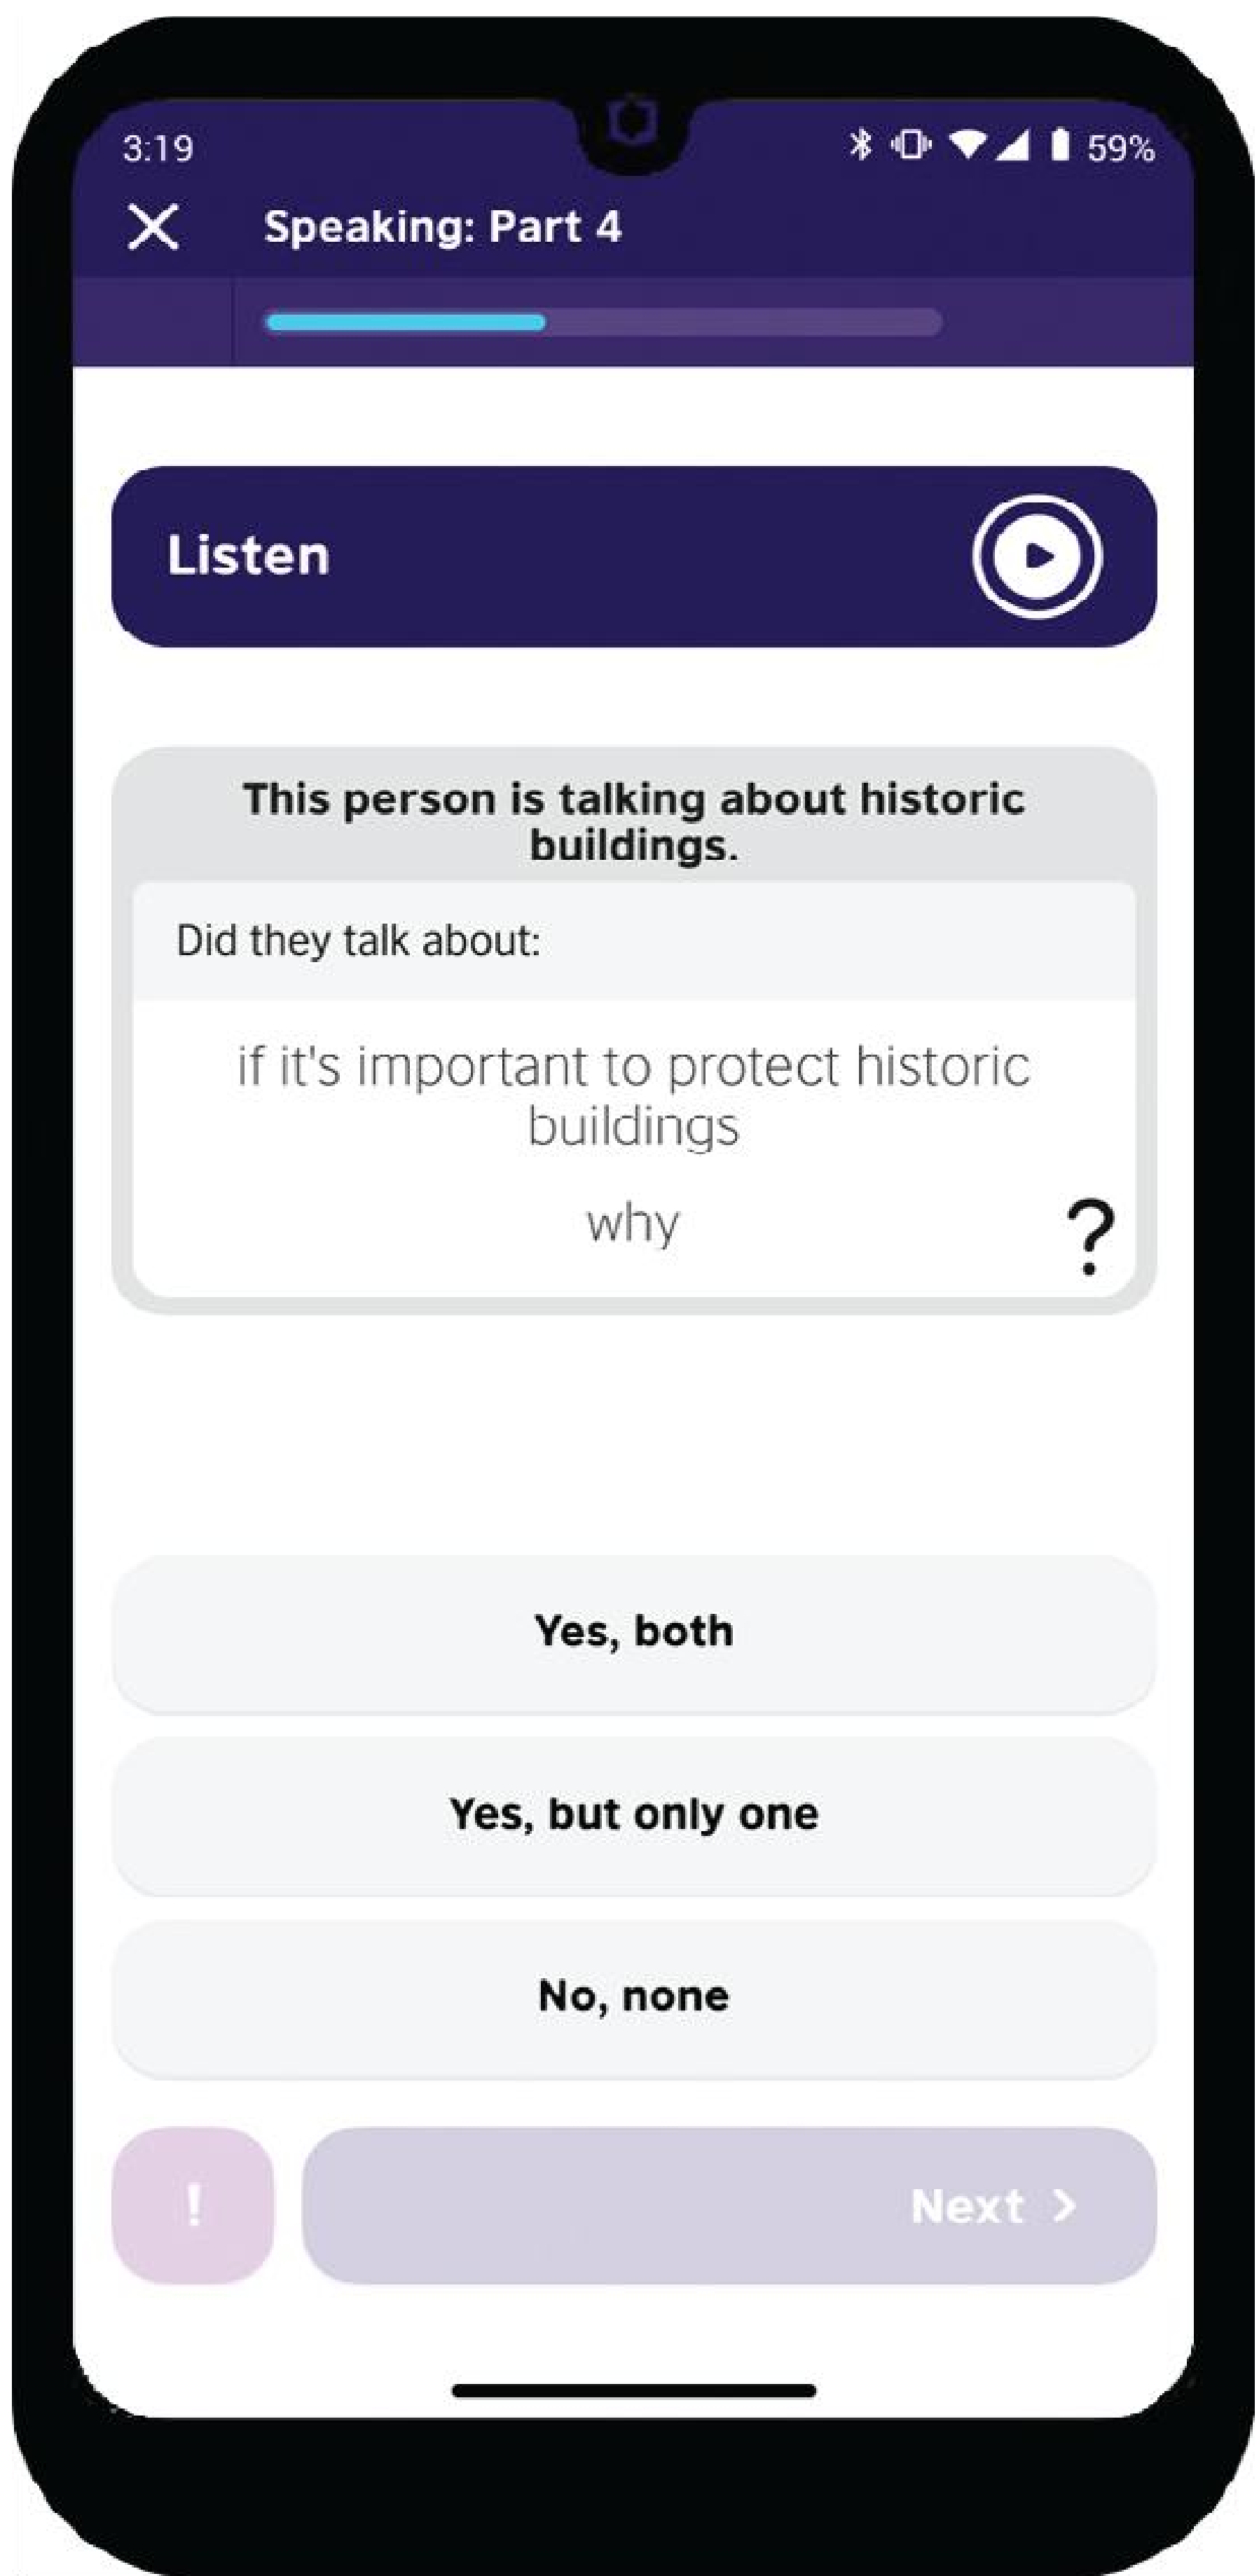 3:19
59%
Speaking: Part 4
Listen
This person is talking about historic
buildings.
Did they talk about:
if it's important to protect historic
buildings
why
?
Yes, both
Yes, but only one
No, none
!
Next >